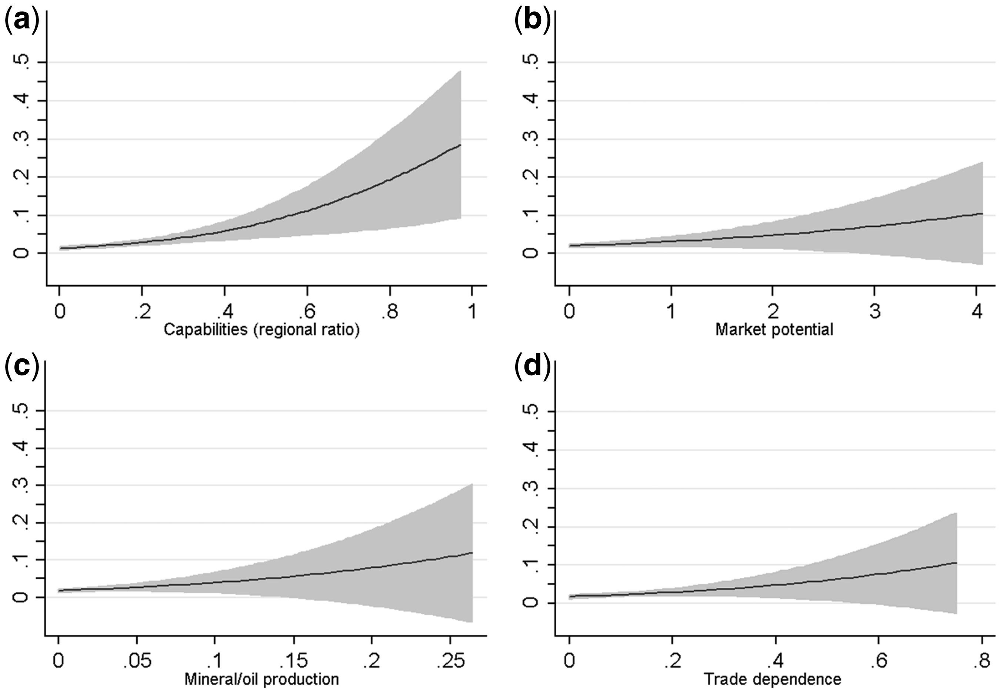 (a)
.5
.4
.3
.2
.1
0
0 .2 .4 .6 .8 1
Capabilities (regional ratio)
(b)
.5
.4
.3
.2
.1
0
0 1 2 3 4
Market potential
(c)
.5
.4
.3
.2
.1
0
0 .05 .1 .15 .2 .25
Mineral/oil production
(d)
.5
.4
.3
.2
.1
0
0 .2 .4 .6 .8
Trade dependence